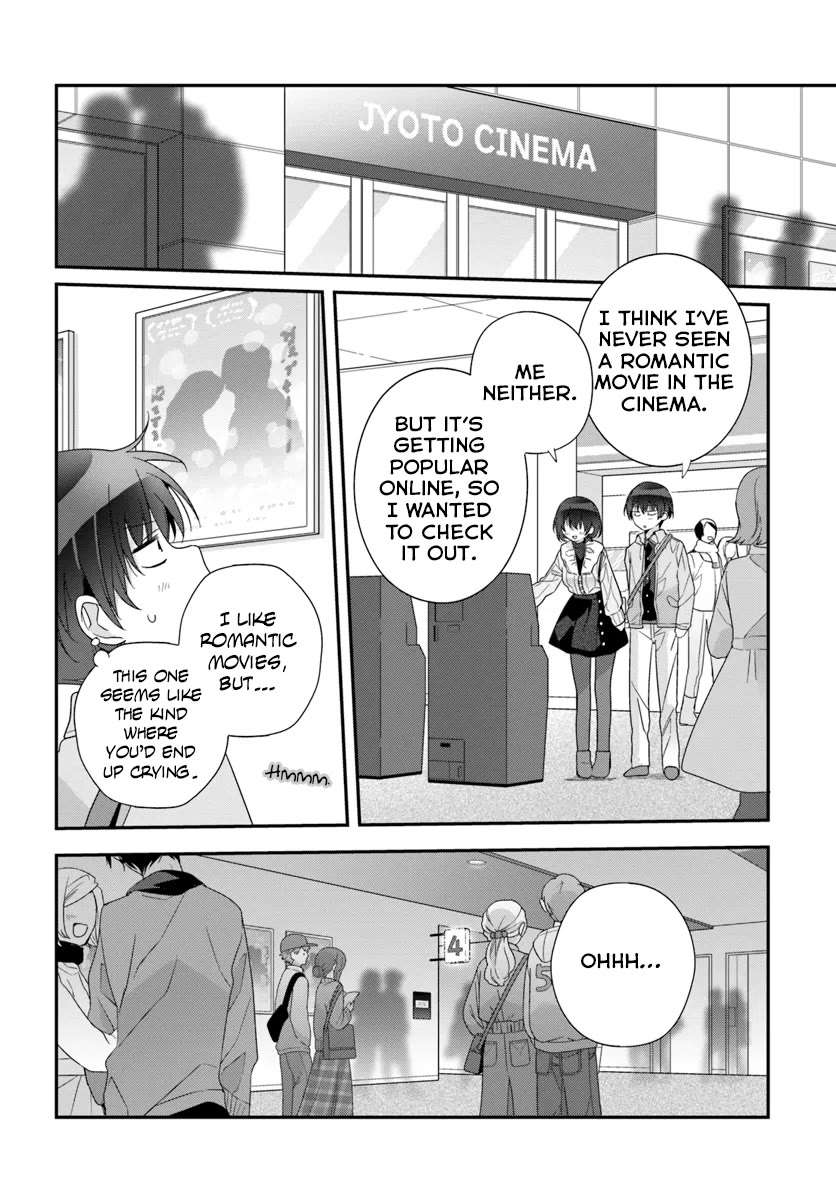 JYOTO CINEMA
I THINK I'VE
NEVER SEEN
A ROMANTIC
MOVIE IN THE
CINEMA.
ME
NEITHER.
BUT IT'S
GETTING
POPULAR
ONLINE, SO
I WANTED
TO CHECK
IT OUT.
I LIKE
ROMANTIC
MOVIES,
BUT...
THIS ONE
SEEMS LIKE
THE KIND
WHERE
YOU'D END
UP CRYING.
HMMM.
4
5
OHHH...